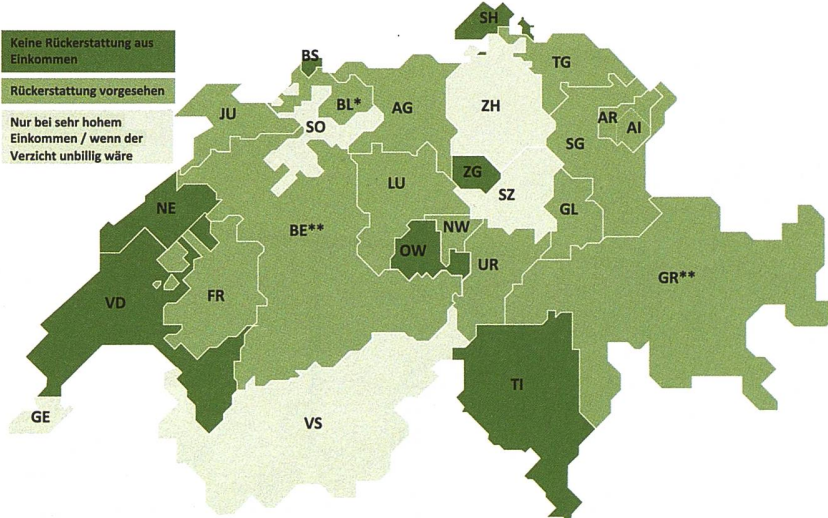 Keine Rückerstattung aus
Einkommen
Rückerstattung vorgesehen
Nur bei sehr hohem
Einkommen / wenn der
Verzicht unbillig wäre
SH
BS
TG
BL*
AG
ZH
JU
SO
AR
AI
SG
ZG
LU
SZ
NE
GL
NW
BE**
OW
UR
GR**
FR
VD
TI
GE
VS